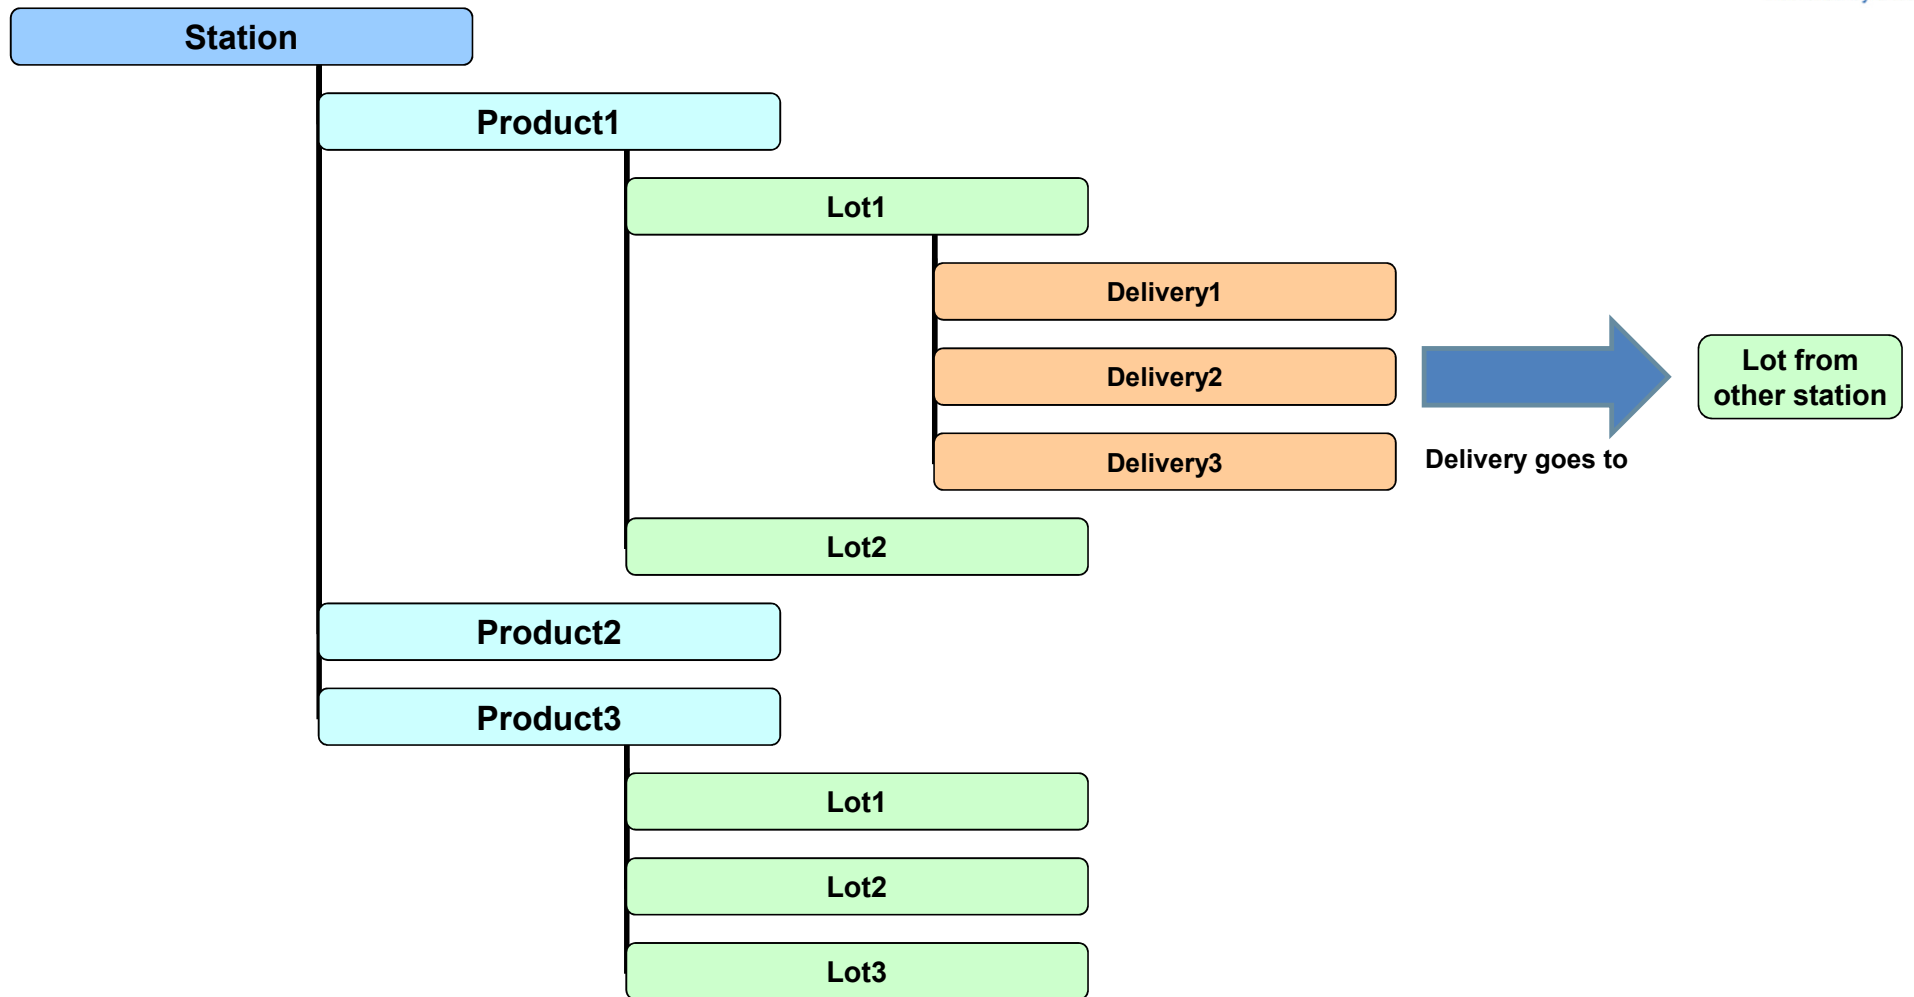 Station
Product1
Lot1
Delivery1
Delivery2
Delivery3
Lot from
other station
Delivery goes to
Lot2
Product2
Product3
Lot1
Lot2
Lot3